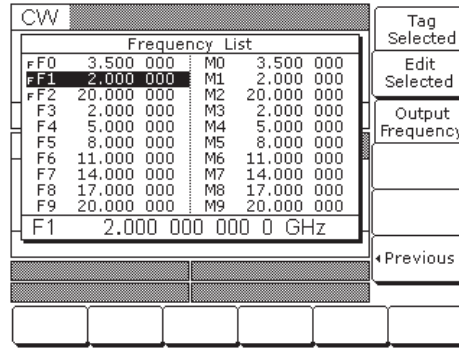 CW
Frequency List
FF0 3.500 000 M0 3.500 000
FF1 2.000 000 M1 2.000 000
FF2 20.000 000 M2 20.000 000
F3 2.000 000 M3 2.000 000
F4 5.000 000 M4 5.000 000
F5 8.000 000 M5 8.000 000
F6 11.000 000 M6 11.000 000
F7 14.000 000 M7 14.000 000
F8 17.000 000 M8 17.000 000
F9 20.000 000 M9 20.000 000
F1 2.000 000 000 0 GHz
Tag
Selected
Edit
Selected
Output
Frequency
Previous